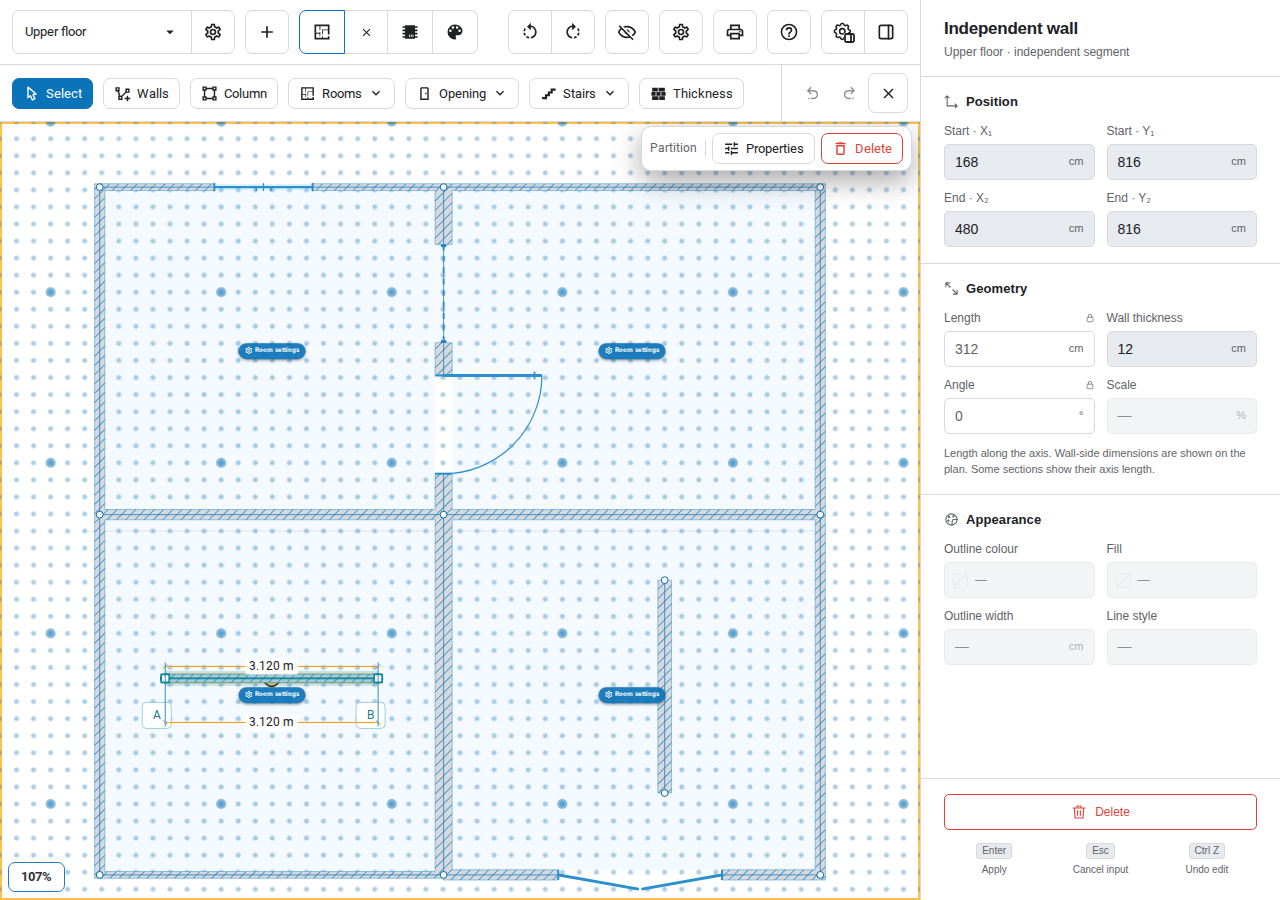 Upper floor
Select
Walls
Column
Rooms
Opening
Stairs
Thickness
Partition
Properties
Delete
Room settings
Room settings
3.120 m
Room settings
Room settings
A
B
3.120 m
107%
Independent wall
Upper floor · independent segment
Position
Start · X₁
Start · Y₁
168 cm
816 cm
End · X₂
End · Y₂
480 cm
816 cm
Geometry
Length
Wall thickness
312 cm
12 cm
Angle
Scale
0 °
— %
Length along the axis. Wall-side dimensions are shown on the
plan. Some sections show their axis length.
Appearance
Outline colour
Fill
—
—
Outline width
Line style
— cm
—
Delete
Enter
Esc
Ctrl Z
Apply
Cancel input
Undo edit